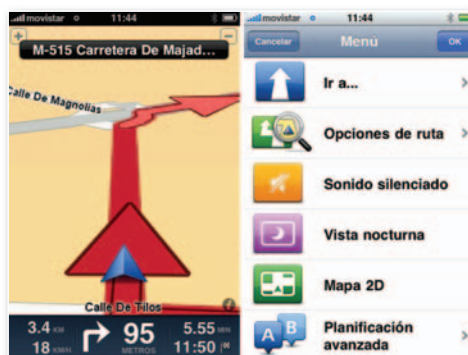 movistar 11:44
M-515 Carretera De Majad...
Calle De Magnolias
Calle De Tilos
3.4 KM
18 KM/H
95
METROS
5.55 MIN
11:50
movistar 11:44
Cancelar Menú OK
Ir a...
Opciones de ruta
Sonido silenciado
Vista nocturna
Mapa 2D
A B
Planificación
avanzada